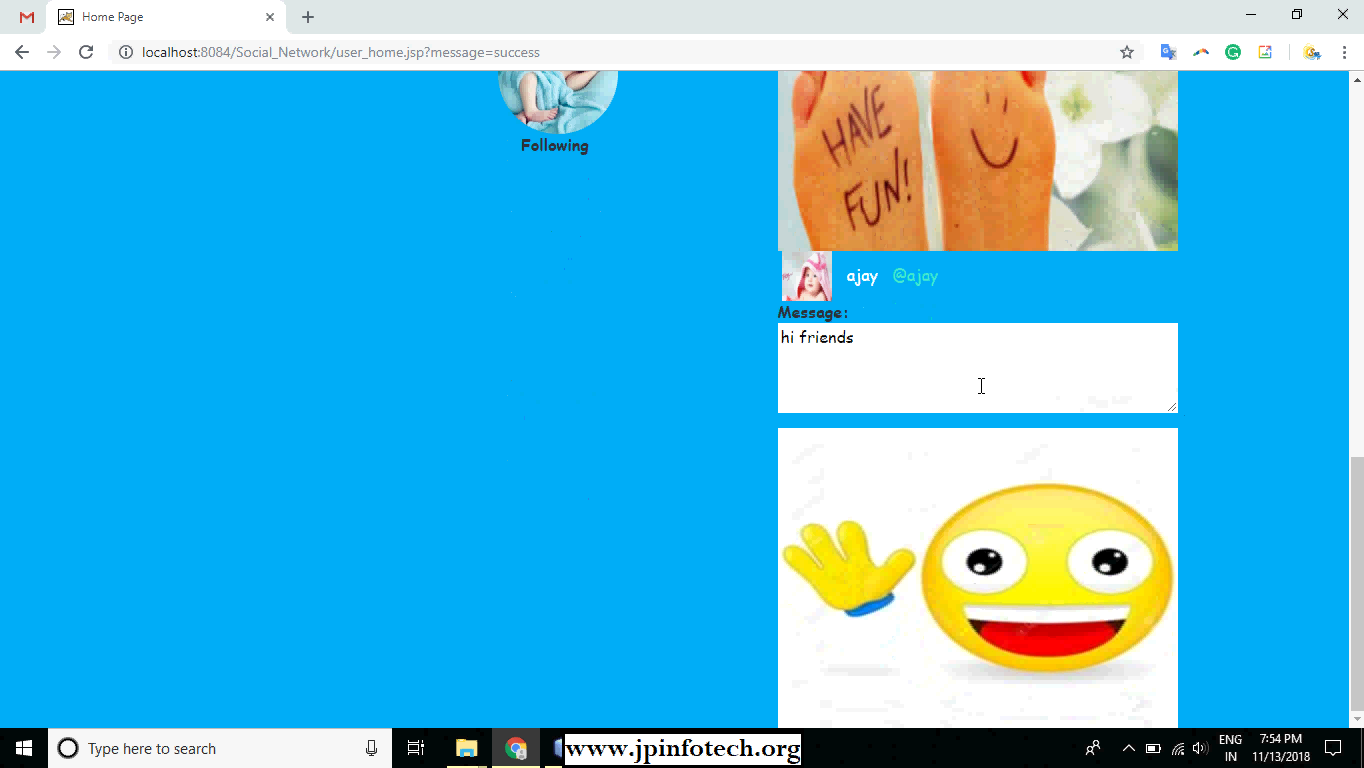 Home Page
localhost:8084/Social_Network/user_home.jsp?message=success
Following
HAVE
FUN!
ajay @ajay
Message:
hi friends
Type here to search
www.jpinfotech.org
ENG
IN
7:54 PM
11/13/2018